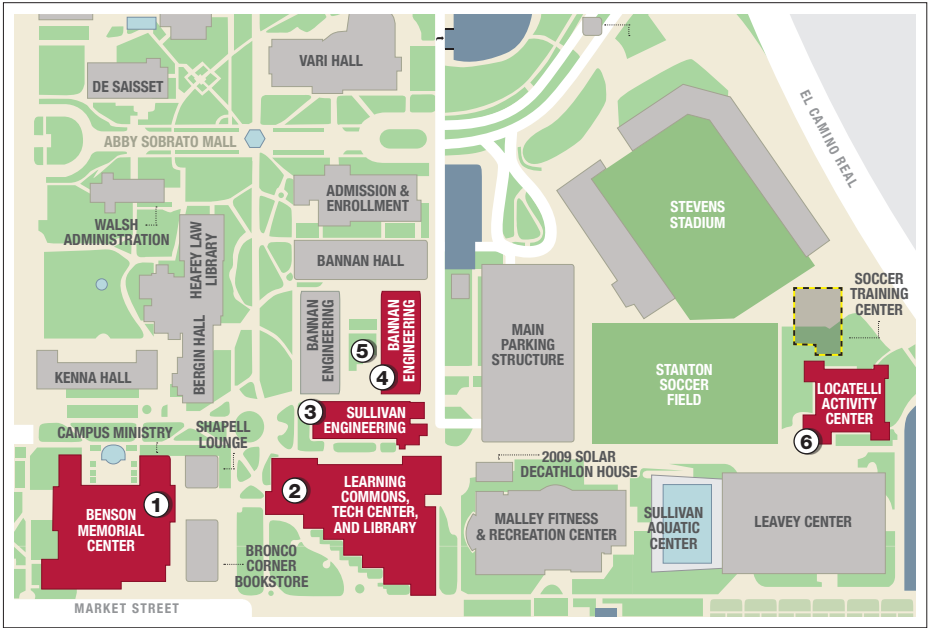 VARI HALL
DE SAISSET
ABBY SOBRATO MALL
EL CAMINO REAL
ADMISSION &
ENROLLMENT
STEVENS
STADIUM
WALSH
ADMINISTRATION
HEAFEY LAW
LIBRARY
BANNAN HALL
SOCCER
TRAINING
CENTER
BANNAN
ENGINEERING
BANNAN
ENGINEERING
5
4
MAIN
PARKING
STRUCTURE
BERGIN HALL
KENNA HALL
STANTON
SOCCER
FIELD
LOCATELLI
ACTIVITY
CENTER
3
SULLIVAN
ENGINEERING
6
CAMPUS MINISTRY
SHAPELL
LOUNGE
2009 SOLAR
DECATHLON HOUSE
1
BENSON
MEMORIAL
CENTER
2
LEARNING
COMMONS,
TECH CENTER,
AND LIBRARY
MALLEY FITNESS
& RECREATION CENTER
SULLIVAN
AQUATIC
CENTER
LEAVEY CENTER
BRONCO
CORNER
BOOKSTORE
MARKET STREET